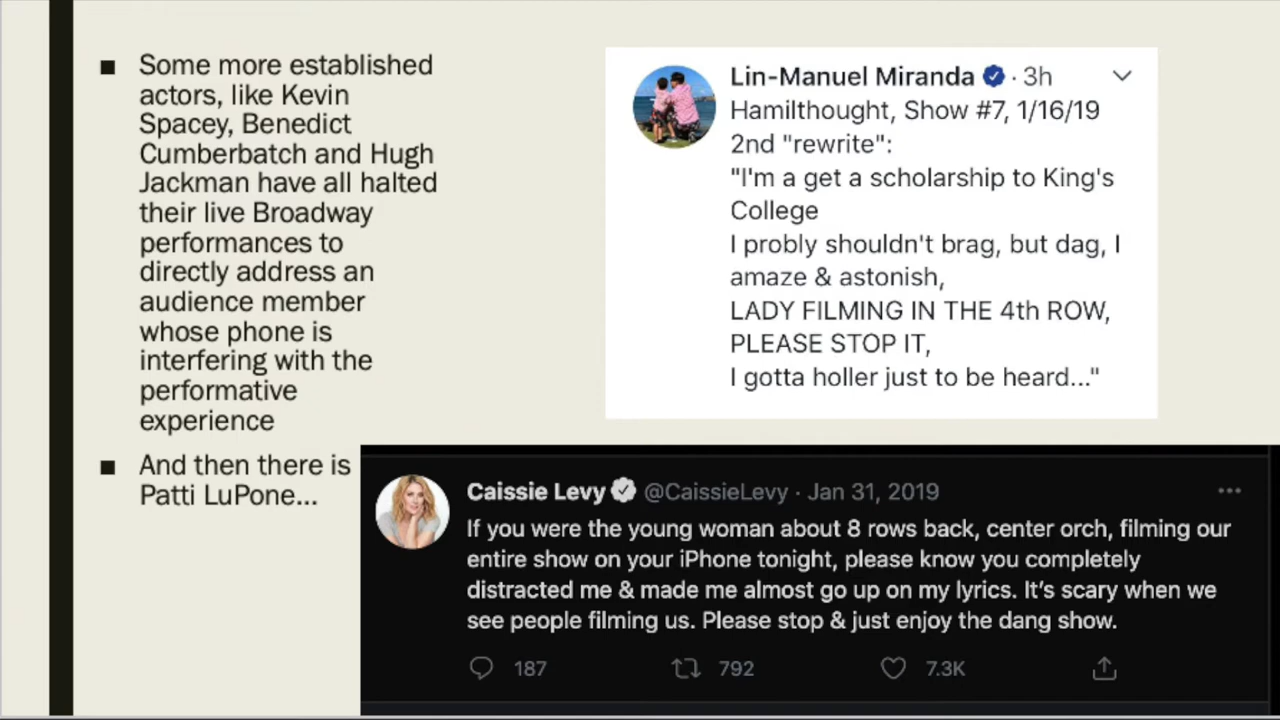 ■ Some more established
actors, like Kevin
Spacey, Benedict
Cumberbatch and Hugh
Jackman have all halted
their live Broadway
performances to
directly address an
audience member
whose phone is
interfering with the
performative
experience
■ And then there is
Patti LuPone...
Lin-Manuel Miranda · 3h
Hamilthought, Show #7, 1/16/19
2nd "rewrite":
"I'm a get a scholarship to King's
College
I probly shouldn't brag, but dag, I
amaze & astonish,
LADY FILMING IN THE 4th ROW,
PLEASE STOP IT,
I gotta holler just to be heard..."
Caissie Levy @CaissieLevy · Jan 31, 2019
If you were the young woman about 8 rows back, center orch, filming our
entire show on your iPhone tonight, please know you completely
distracted me & made me almost go up on my lyrics. It's scary when we
see people filming us. Please stop & just enjoy the dang show.
187 792 7.3K